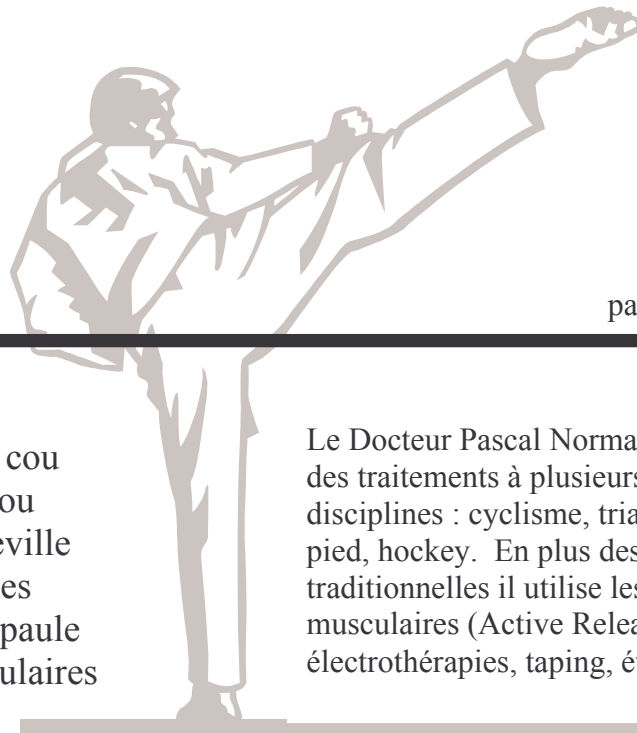 pa
cou
ou
eville
es
paule
ulaires
Le Docteur Pascal Norma
des traitements à plusieurs
disciplines : cyclisme, tria
pied, hockey. En plus des
traditionnelles il utilise les
musculaires (Active Relea
électrothérapies, taping, é